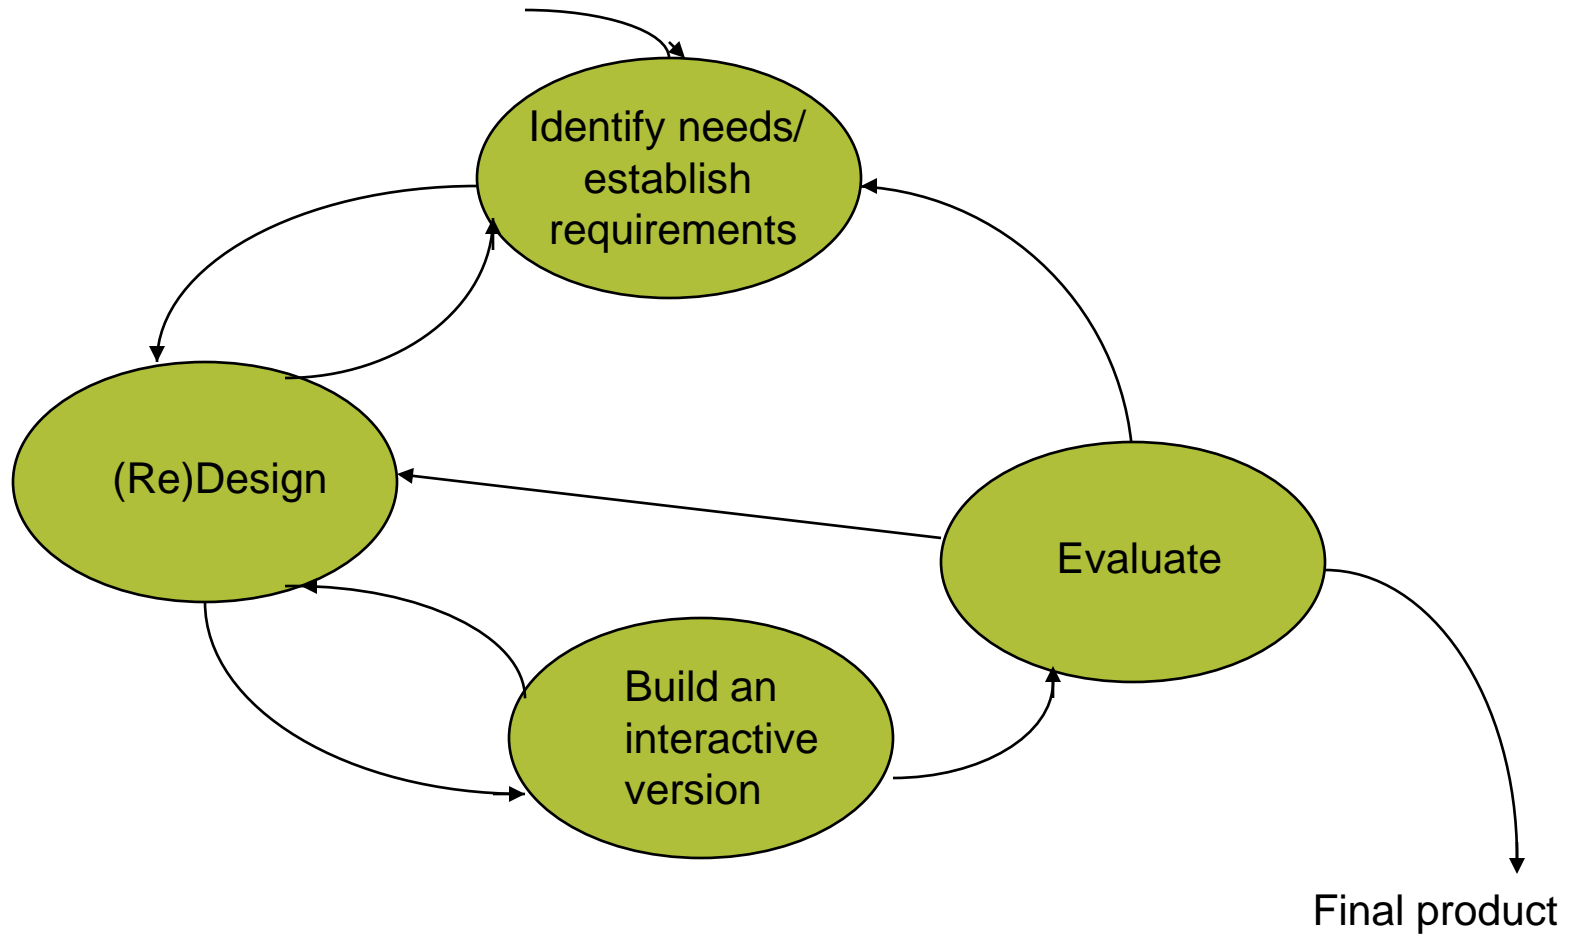 Identify needs/
establish
requirements
(Re)Design
Evaluate
Build an
interactive
version
Final product